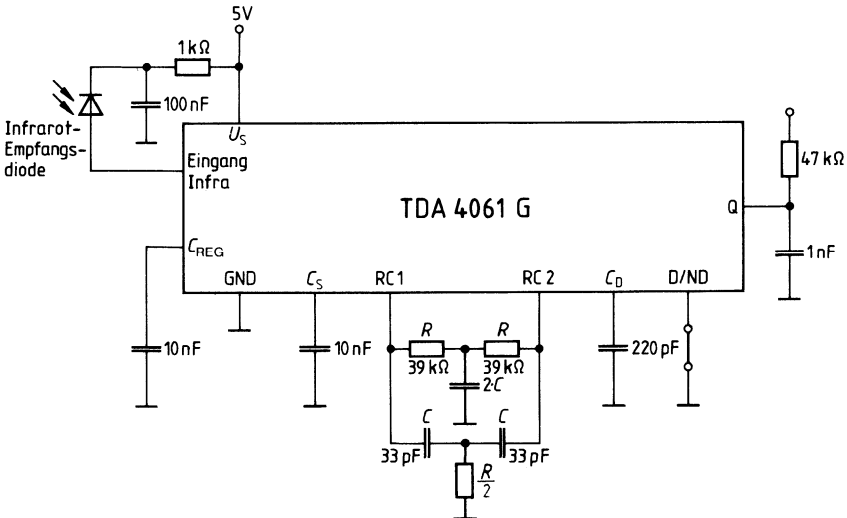 5V
1kΩ
100nF
Infrarot-
Empfangs-
diode
U_S
Eingang
Infra
TDA 4061 G
Q
47kΩ
1nF
C_REG
GND
C_S
RC1
RC2
C_D
D/ND
10nF
10nF
R
R
39kΩ
39kΩ
2·C
220pF
C
C
33pF
33pF
R
2